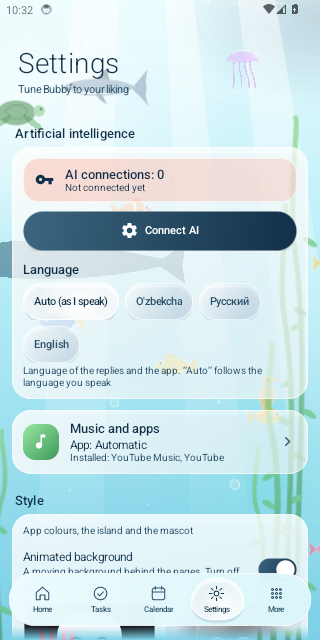 10:32
Settings
Tune Bubby to your liking
Artificial intelligence
AI connections: 0
Not connected yet
Connect AI
Language
Auto (as I speak)
O'zbekcha
Русский
English
Language of the replies and the app. "Auto" follows the
language you speak
Music and apps
App: Automatic
Installed: YouTube Music, YouTube
Style
App colours, the island and the mascot
Animated background
A moving background behind the pages. Turn off
Home
Tasks
Calendar
Settings
More